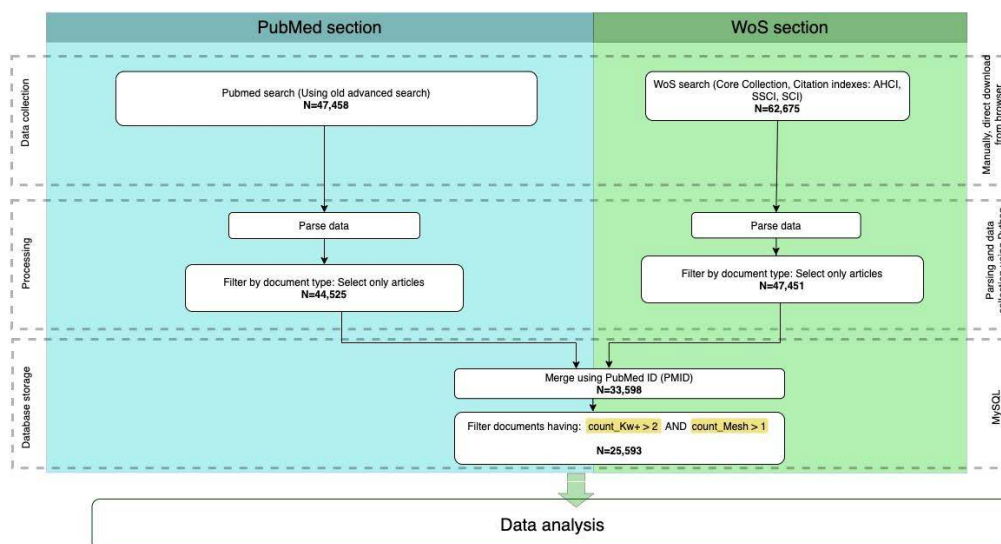 PubMed section
WoS section
Data collection
Pubmed search (Using old advanced search)
N=47,458
WoS search (Core Collection, Citation indexes: AHCI,
SSCI, SCI)
N=62,675
Manually, direct download
from browser
Processing
Parse data
Parse data
Filter by document type: Select only articles
N=44,525
Filter by document type: Select only articles
N=47,451
Parsing and data
using Python
Database storage
Merge using PubMed ID (PMID)
N=33,598
Filter documents having: count_Kw+ > 2 AND count_Mesh > 1
N=25,593
MySQL
Data analysis